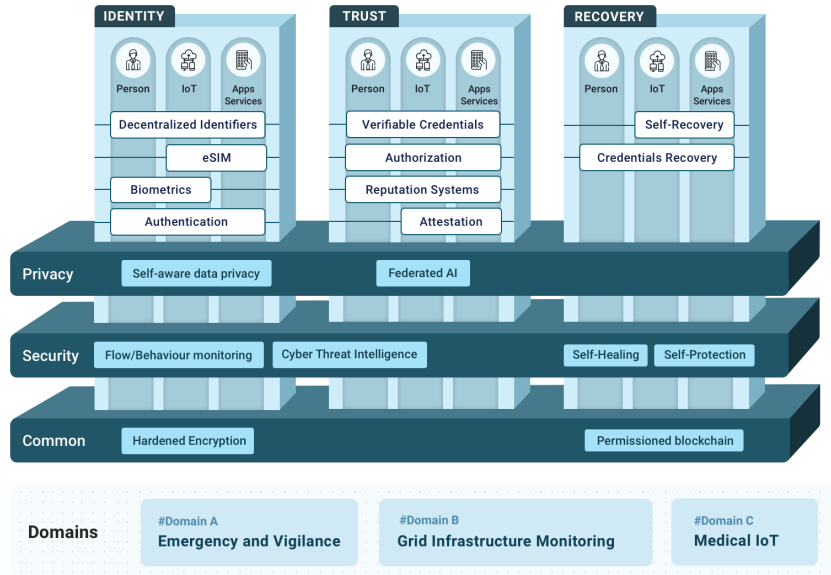 IDENTITY
TRUST
RECOVERY
Person
IoT
Apps
Services
Person
IoT
Apps
Services
Person
IoT
Apps
Services
Decentralized Identifiers
Verifiable Credentials
Self-Recovery
eSIM
Authorization
Credentials Recovery
Biometrics
Reputation Systems
Authentication
Attestation
Privacy
Self-aware data privacy
Federated AI
Security
Flow/Behaviour monitoring
Cyber Threat Intelligence
Self-Healing
Self-Protection
Common
Hardened Encryption
Permissioned blockchain
Domains
#Domain A
Emergency and Vigilance
#Domain B
Grid Infrastructure Monitoring
#Domain C
Medical IoT